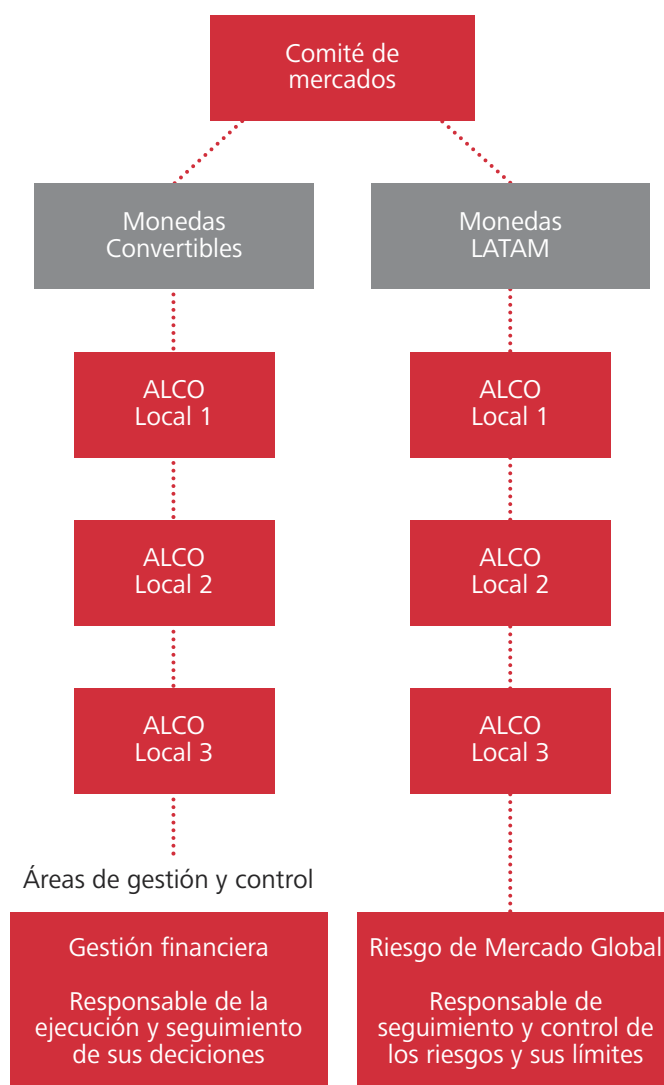 Comité de
mercados
Monedas
Convertibles
Monedas
LATAM
ALCO
Local 1
ALCO
Local 1
ALCO
Local 2
ALCO
Local 2
ALCO
Local 3
ALCO
Local 3
Áreas de gestión y control
Gestión financiera
Responsable de la
ejecución y seguimiento
de sus deciciones
Riesgo de Mercado Global
Responsable de
seguimiento y control de
los riesgos y sus límites